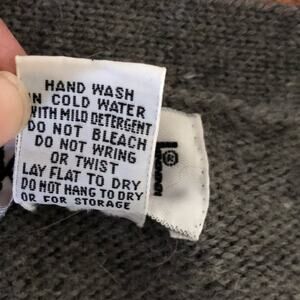 HAND WASH
IN COLD WATER
WITH MILD DETERGENT
DO NOT BLEACH
DO NOT WRING
OR TWIST
LAY FLAT TO DRY
DO NOT HANG TO DRY
OR FOR STORAGE
®